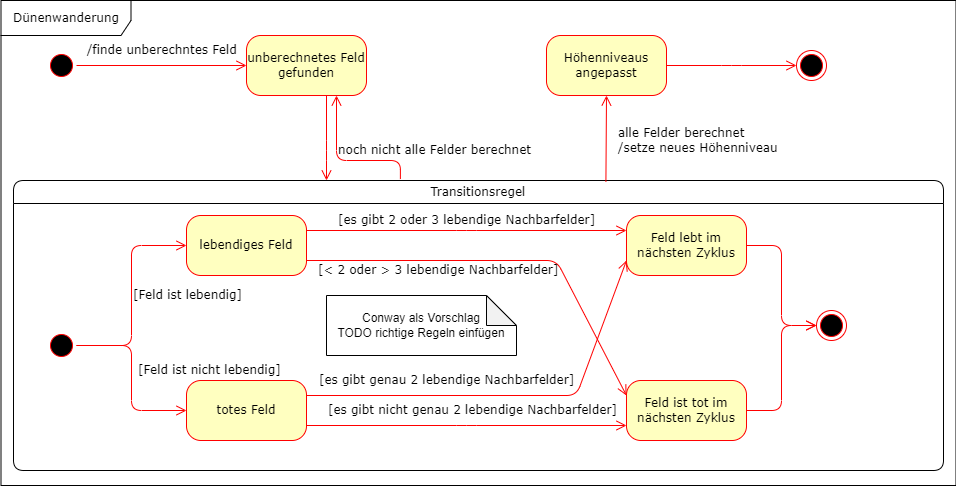 Dünenwanderung
/finde unberechntes Feld
unberechnetes Feld
gefunden
Höhenniveaus
angepasst
noch nicht alle Felder berechnet
alle Felder berechnet
/setze neues Höhenniveau
Transitionsregel
lebendiges Feld
[es gibt 2 oder 3 lebendige Nachbarfelder]
Feld lebt im
nächsten Zyklus
[< 2 oder > 3 lebendige Nachbarfelder]
[Feld ist lebendig]
Conway als Vorschlag
TODO richtige Regeln einfügen
[Feld ist nicht lebendig]
[es gibt genau 2 lebendige Nachbarfelder]
totes Feld
[es gibt nicht genau 2 lebendige Nachbarfelder]
Feld ist tot im
nächsten Zyklus